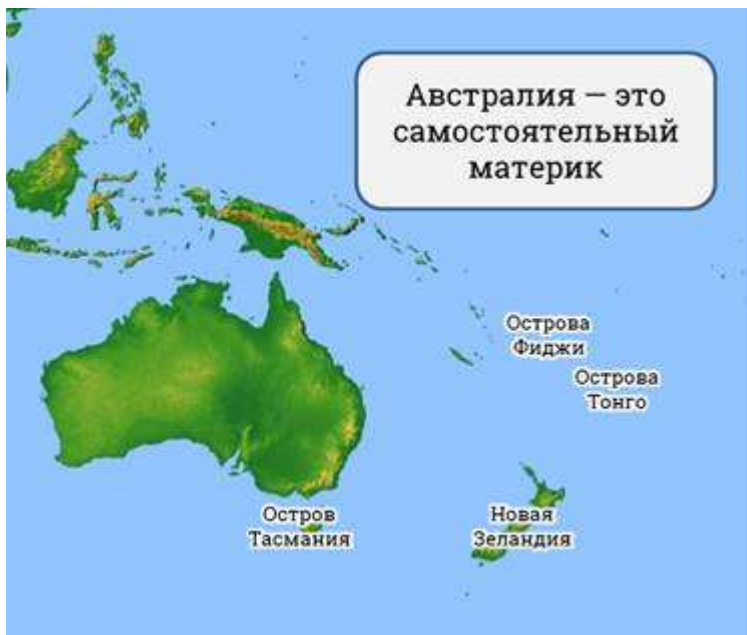 Австралия — это
самостоятельный
материк
Острова
Фиджи
Острова
Тонго
Остров
Тасмания
Новая
Зеландия